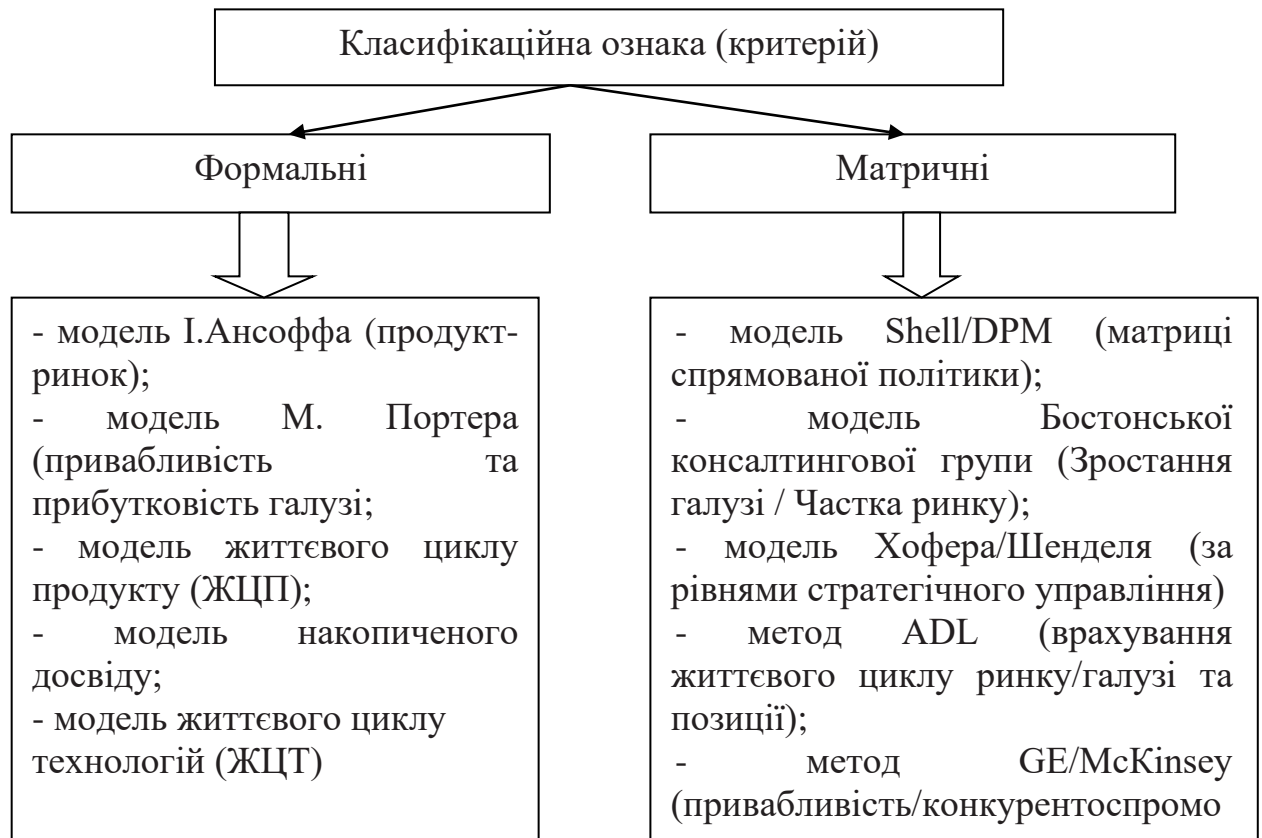 Класифікаційна ознака (критерій)
Формальні
Матричні
- модель І.Ансоффа (продукт-
ринок);
- модель М. Портера
(привабливість та
прибутковість галузі;
- модель життєвого циклу
продукту (ЖЦП);
- модель накопиченого
досвіду;
- модель життєвого циклу
технологій (ЖЦТ)
- модель Shell/DPM (матриці
спрямованої політики);
- модель Бостонської
консалтингової групи (Зростання
галузі / Частка ринку);
- модель Хофера/Шенделя (за
рівнями стратегічного управління)
- метод ADL (врахування
життєвого циклу ринку/галузі та
позиції);
- метод GE/McKinsey
(привабливість/конкурентоспромо